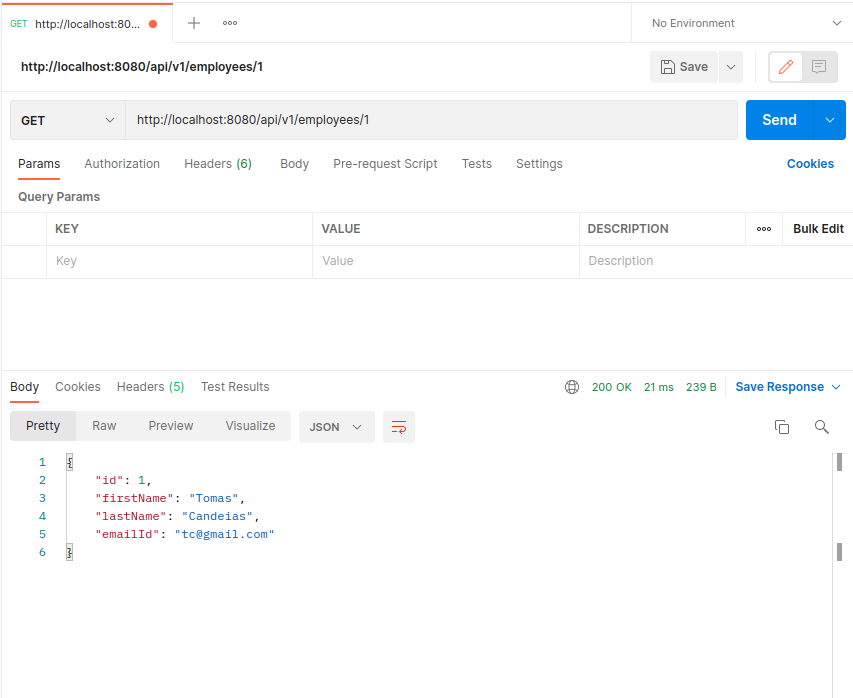 GET http://localhost:80... No Environment
http://localhost:8080/api/v1/employees/1 Save
GET http://localhost:8080/api/v1/employees/1 Send
Params Authorization Headers (6) Body Pre-request Script Tests Settings Cookies
Query Params
KEY VALUE DESCRIPTION Bulk Edit
Key Value Description
Body Cookies Headers (5) Test Results 200 OK 21 ms 239 B Save Response
Pretty Raw Preview Visualize JSON
1 {
2 "id": 1,
3 "firstName": "Tomas",
4 "lastName": "Candeias",
5 "emailId": "tc@gmail.com"
6 }